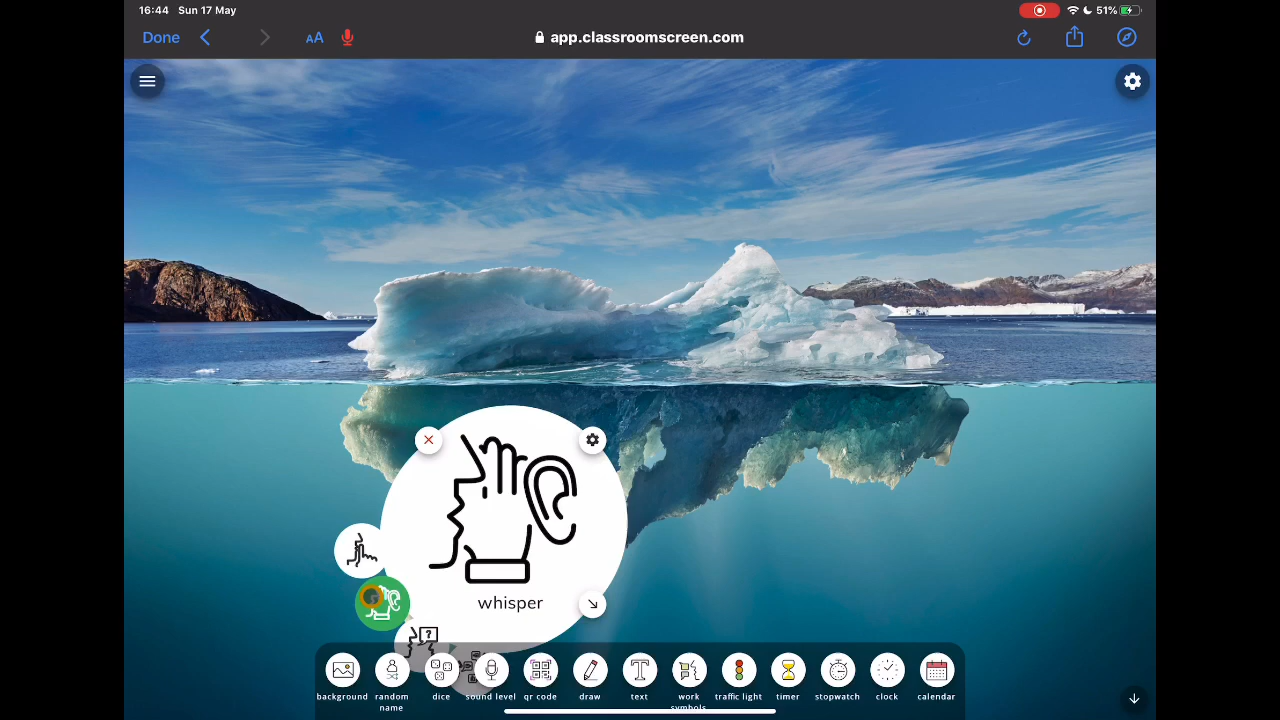 16:44 Sun 17 May
51%
Done
AA
app.classroomscreen.com
?
whisper
background
random name
dice
sound level
qr code
draw
text
work symbols
traffic light
timer
stopwatch
clock
calendar